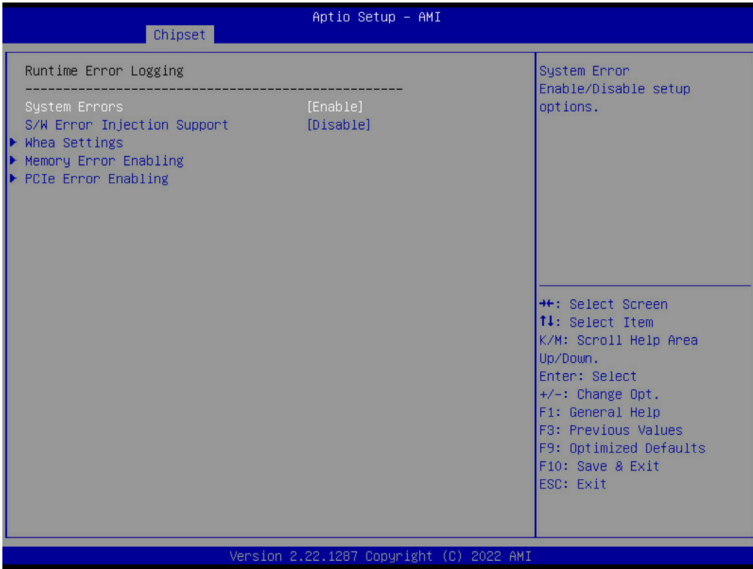 Aptio Setup – AMI
Chipset
Runtime Error Logging
--------------------------------------------------
System Errors [Enable]
S/W Error Injection Support [Disable]
Whea Settings
Memory Error Enabling
PCIe Error Enabling
System Error
Enable/Disable setup
options.
→←: Select Screen
↑↓: Select Item
K/M: Scroll Help Area
Up/Down.
Enter: Select
+/-: Change Opt.
F1: General Help
F3: Previous Values
F9: Optimized Defaults
F10: Save & Exit
ESC: Exit
Version 2.22.1287 Copyright (C) 2022 AMI